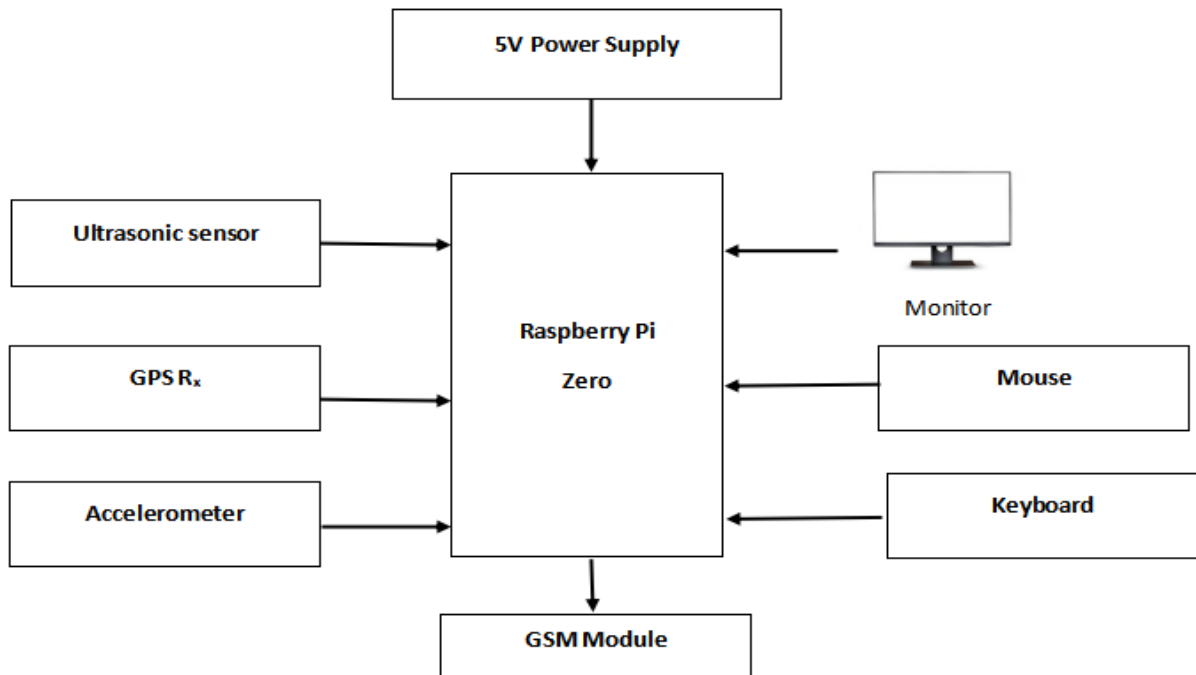 5V Power Supply
Ultrasonic sensor
Monitor
Raspberry Pi
Zero
GPS Rₓ
Mouse
Accelerometer
Keyboard
GSM Module